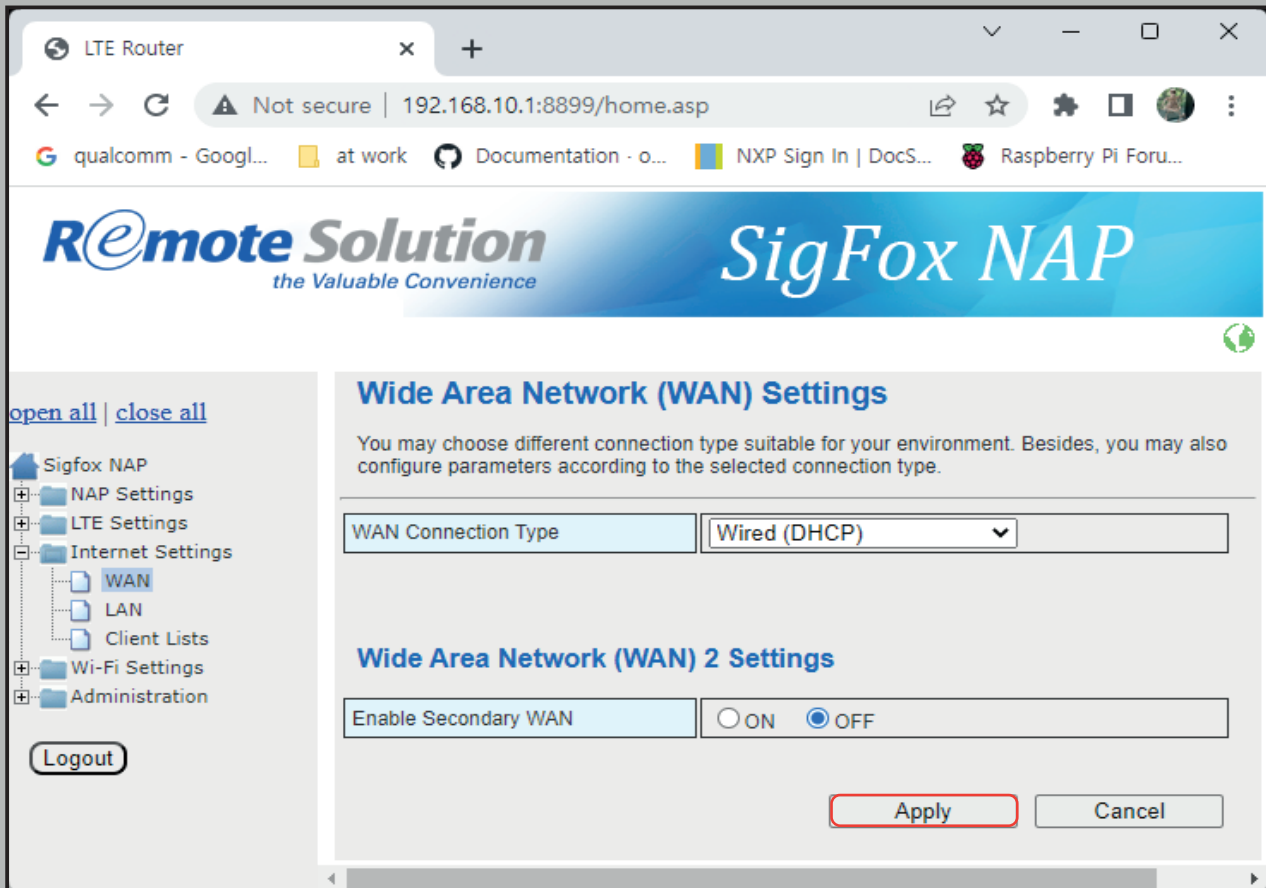 LTE Router
Not secure | 192.168.10.1:8899/home.asp
qualcomm - Googl... at work Documentation · o... NXP Sign In | DocS... Raspberry Pi Foru...
Remote Solution
the Valuable Convenience
SigFox NAP
open all | close all
Sigfox NAP
NAP Settings
LTE Settings
Internet Settings
WAN
LAN
Client Lists
Wi-Fi Settings
Administration
Logout
Wide Area Network (WAN) Settings
You may choose different connection type suitable for your environment. Besides, you may also
configure parameters according to the selected connection type.
WAN Connection Type Wired (DHCP)
Wide Area Network (WAN) 2 Settings
Enable Secondary WAN ON OFF
Apply Cancel